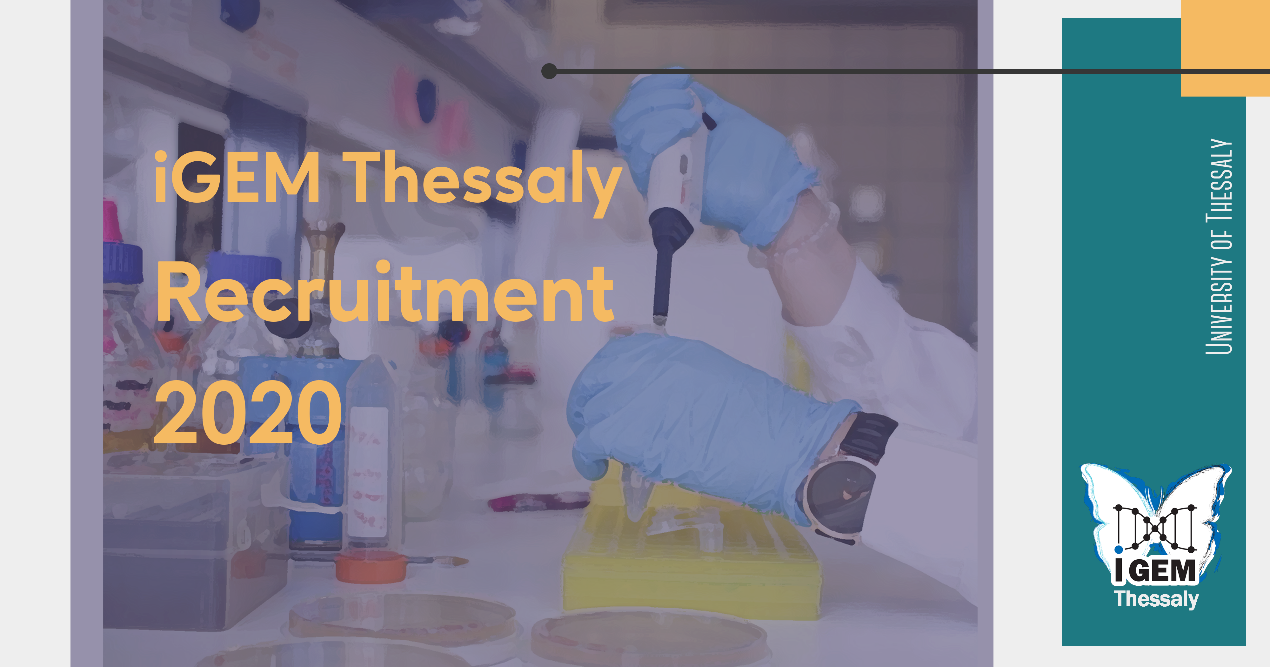 iGEM Thessaly
Recruitment
2020
UNIVERSITY OF THESSALY
iGEM
Thessaly